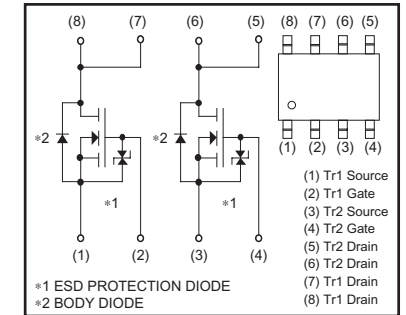 (8) (7) (6) (5)
(8) (7) (6) (5)
∗2 ∗2
∗1 ∗1
(1) (2) (3) (4)
(1) (2) (3) (4)
(1) Tr1 Source
(2) Tr1 Gate
(3) Tr2 Source
(4) Tr2 Gate
(5) Tr2 Drain
(6) Tr2 Drain
(7) Tr1 Drain
(8) Tr1 Drain
∗1 ESD PROTECTION DIODE
∗2 BODY DIODE